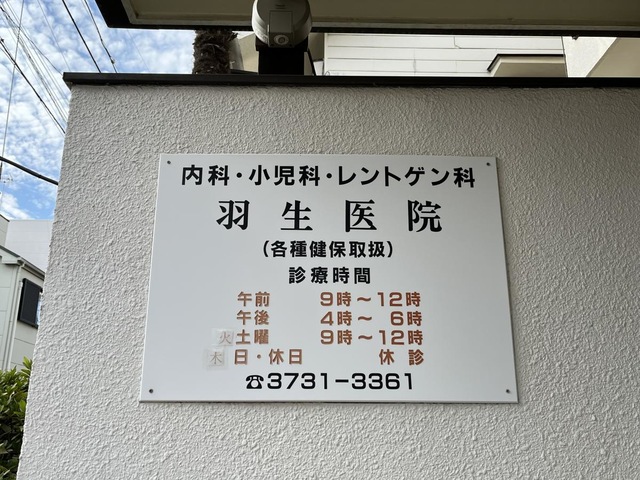 内科・小児科・レントゲン科
羽生医院
(各種健保取扱)
診療時間
午前 9時～12時
午後 4時～ 6時
火 土曜 9時～12時
木 日・休日 休診
☎3731-3361